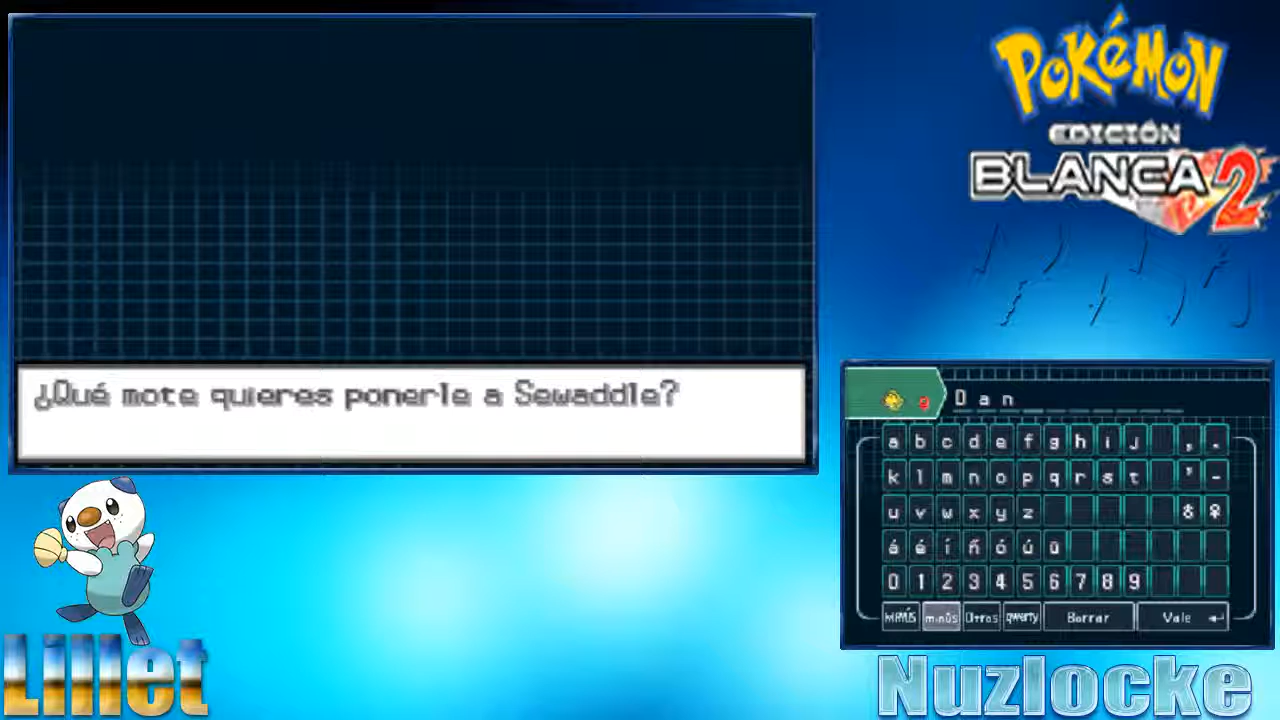 POKéMON
EDICIÓN
BLANCA 2
¿Qué mote quieres ponerle a Sewaddle?
Dan
a b c d e f g h i j , .
k l m n o p q r s t ' -
u v w x y z ♂ ♀
á é í ñ ó ú ü
0 1 2 3 4 5 6 7 8 9
MAYÚS minús Otros qwerty Borrar Vale
Lillet
Nuzlocke